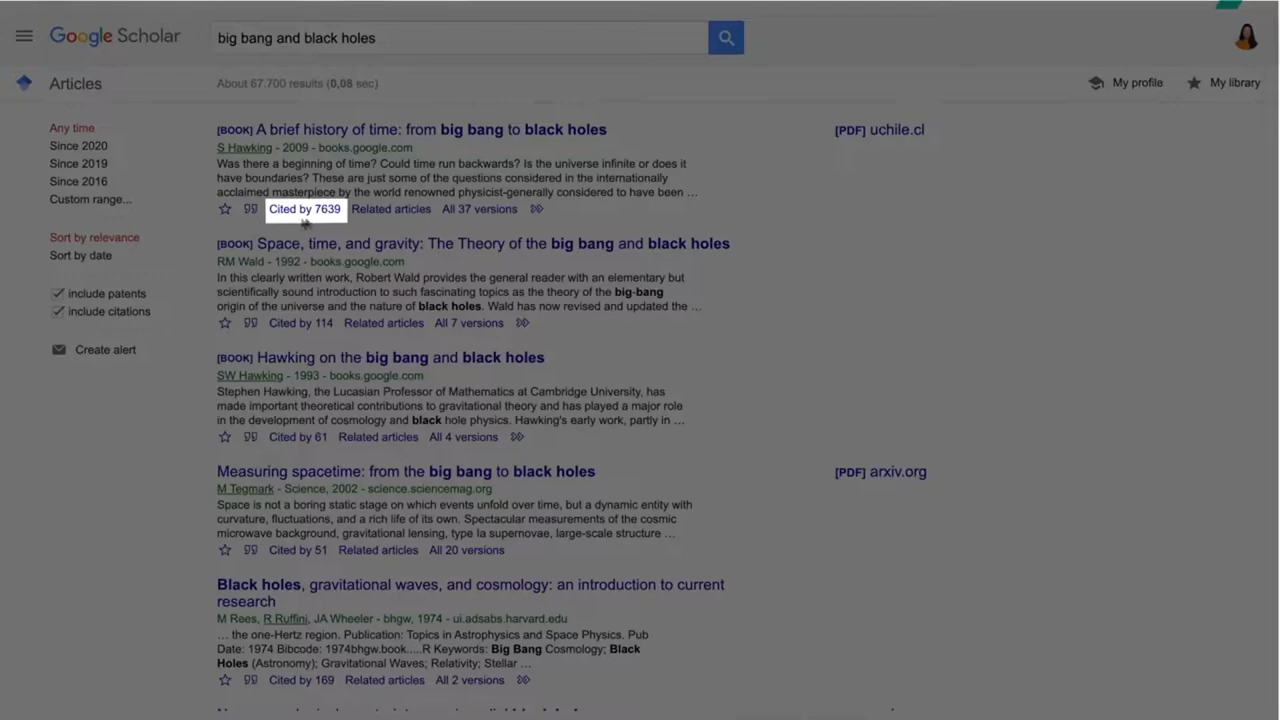 Google Scholar
big bang and black holes
Articles
About 67.700 results (0,08 sec)
My profile
My library
Any time
Since 2020
Since 2019
Since 2016
Custom range...
Sort by relevance
Sort by date
include patents
include citations
Create alert
[BOOK] A brief history of time: from big bang to black holes
[PDF] uchile.cl
S Hawking - 2009 - books.google.com
Was there a beginning of time? Could time run backwards? Is the universe infinite or does it
have boundaries? These are just some of the questions considered in the internationally
acclaimed masterpiece by the world renowned physicist-generally considered to have been …
Cited by 7639 Related articles All 37 versions
[BOOK] Space, time, and gravity: The Theory of the big bang and black holes
RM Wald - 1992 - books.google.com
In this clearly written work, Robert Wald provides the general reader with an elementary but
scientifically sound introduction to such fascinating topics as the theory of the big-bang
origin of the universe and the nature of black holes. Wald has now revised and updated the …
Cited by 114 Related articles All 7 versions
[BOOK] Hawking on the big bang and black holes
SW Hawking - 1993 - books.google.com
Stephen Hawking, the Lucasian Professor of Mathematics at Cambridge University, has
made important theoretical contributions to gravitational theory and has played a major role
in the development of cosmology and black hole physics. Hawking's early work, partly in …
Cited by 61 Related articles All 4 versions
Measuring spacetime: from the big bang to black holes
[PDF] arxiv.org
M Tegmark - Science, 2002 - science.sciencemag.org
Space is not a boring static stage on which events unfold over time, but a dynamic entity with
curvature, fluctuations, and a rich life of its own. Spectacular measurements of the cosmic
microwave background, gravitational lensing, type Ia supernovae, large-scale structure …
Cited by 51 Related articles All 20 versions
Black holes, gravitational waves, and cosmology: an introduction to current
research
M Rees, R Ruffini, JA Wheeler - bhgw, 1974 - ui.adsabs.harvard.edu
… the one-Hertz region. Publication: Topics in Astrophysics and Space Physics. Pub
Date: 1974 Bibcode: 1974bhgw.book.....R Keywords: Big Bang Cosmology; Black
Holes (Astronomy); Gravitational Waves; Relativity; Stellar …
Cited by 169 Related articles All 2 versions